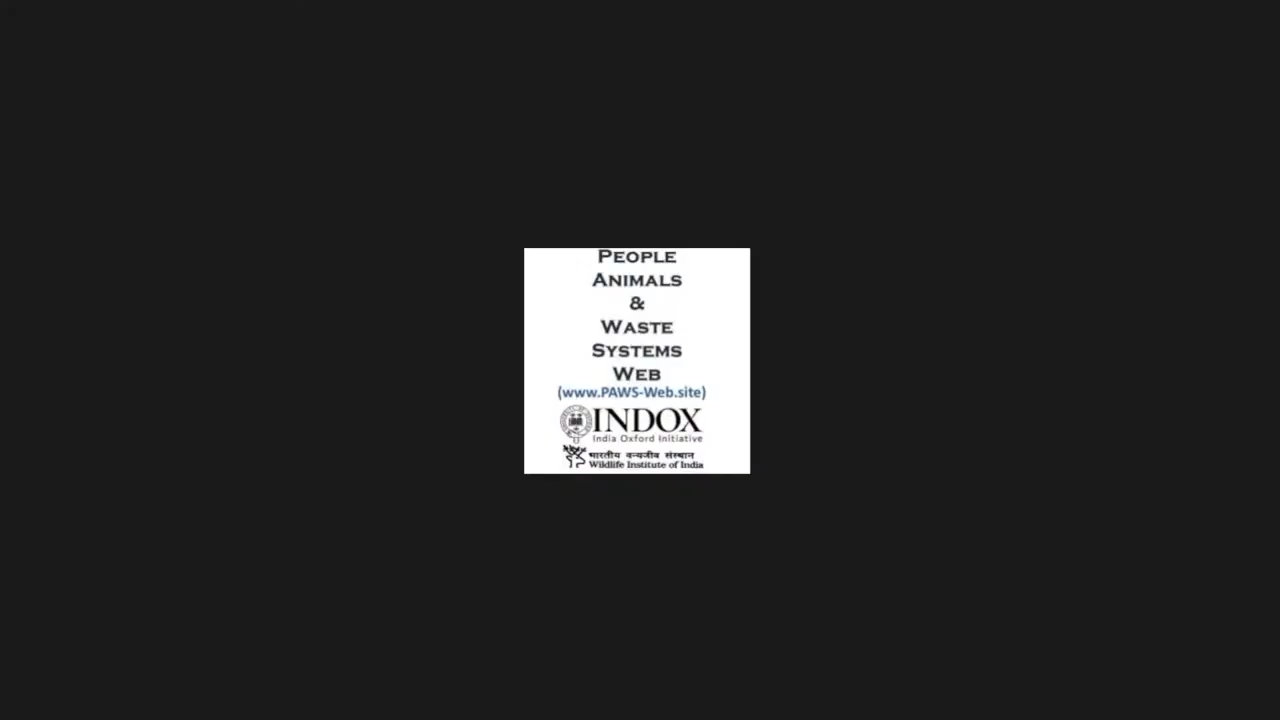 PEOPLE
ANIMALS
&
WASTE
SYSTEMS
WEB
(www.PAWS-Web.site)
INDOX
India Oxford Initiative
भारतीय वन्यजीव संस्थान
Wildlife Institute of India